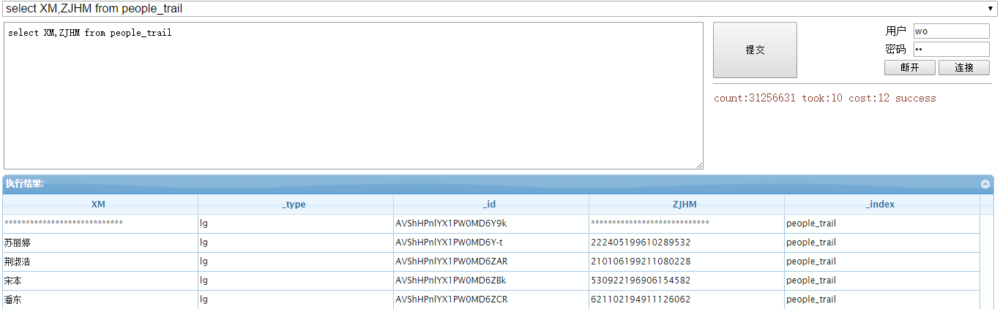 select XM,ZJHM from people_trail
select XM,ZJHM from people_trail
提交
用户 wo
密码 ••
断开 连接
count:31256631 took:10 cost:12 success
执行结果:
XM _type _id ZJHM _index
**************************** lg AVShHPnlYX1PW0MD6Y9k **************************** people_trail
苏丽婷 lg AVShHPnlYX1PW0MD6Y-t 222405199610289532 people_trail
荆淑浩 lg AVShHPnlYX1PW0MD6ZAR 210106199211080228 people_trail
宋本 lg AVShHPnlYX1PW0MD6ZBk 530922196906154582 people_trail
潘东 lg AVShHPnlYX1PW0MD6ZCR 621102194911126062 people_trail